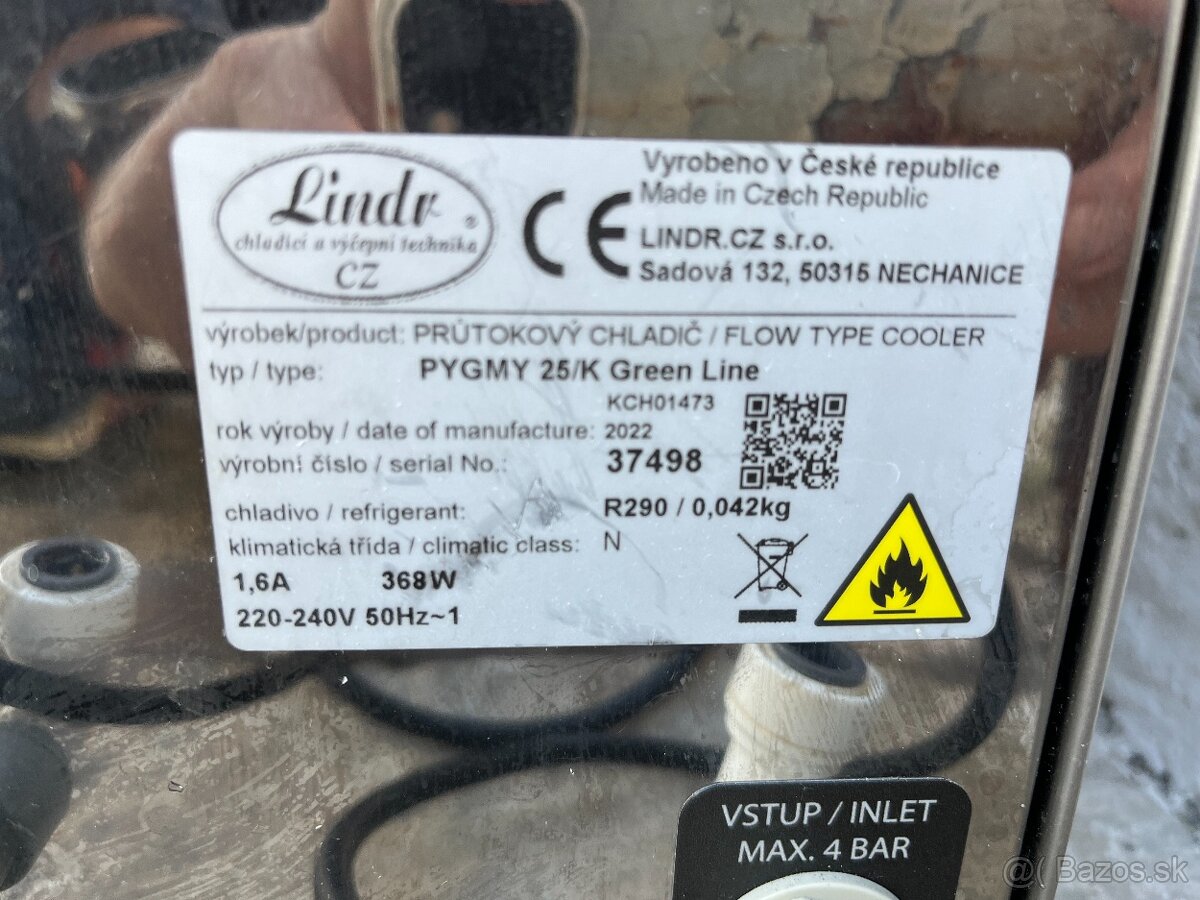 Lindr ®
chladicí a výčepní technika
CZ
CE
Vyrobeno v České republice
Made in Czech Republic
LINDR.CZ s.r.o.
Sadová 132, 50315 NECHANICE
výrobek/product: PRŮTOKOVÝ CHLADIČ / FLOW TYPE COOLER
typ / type: PYGMY 25/K Green Line
KCH01473
rok výroby / date of manufacture: 2022
výrobní číslo / serial No.: 37498
chladivo / refrigerant: R290 / 0,042kg
klimatická třída / climatic class: N
1,6A 368W
220-240V 50Hz~1
VSTUP / INLET
MAX. 4 BAR
@( Bazos.sk